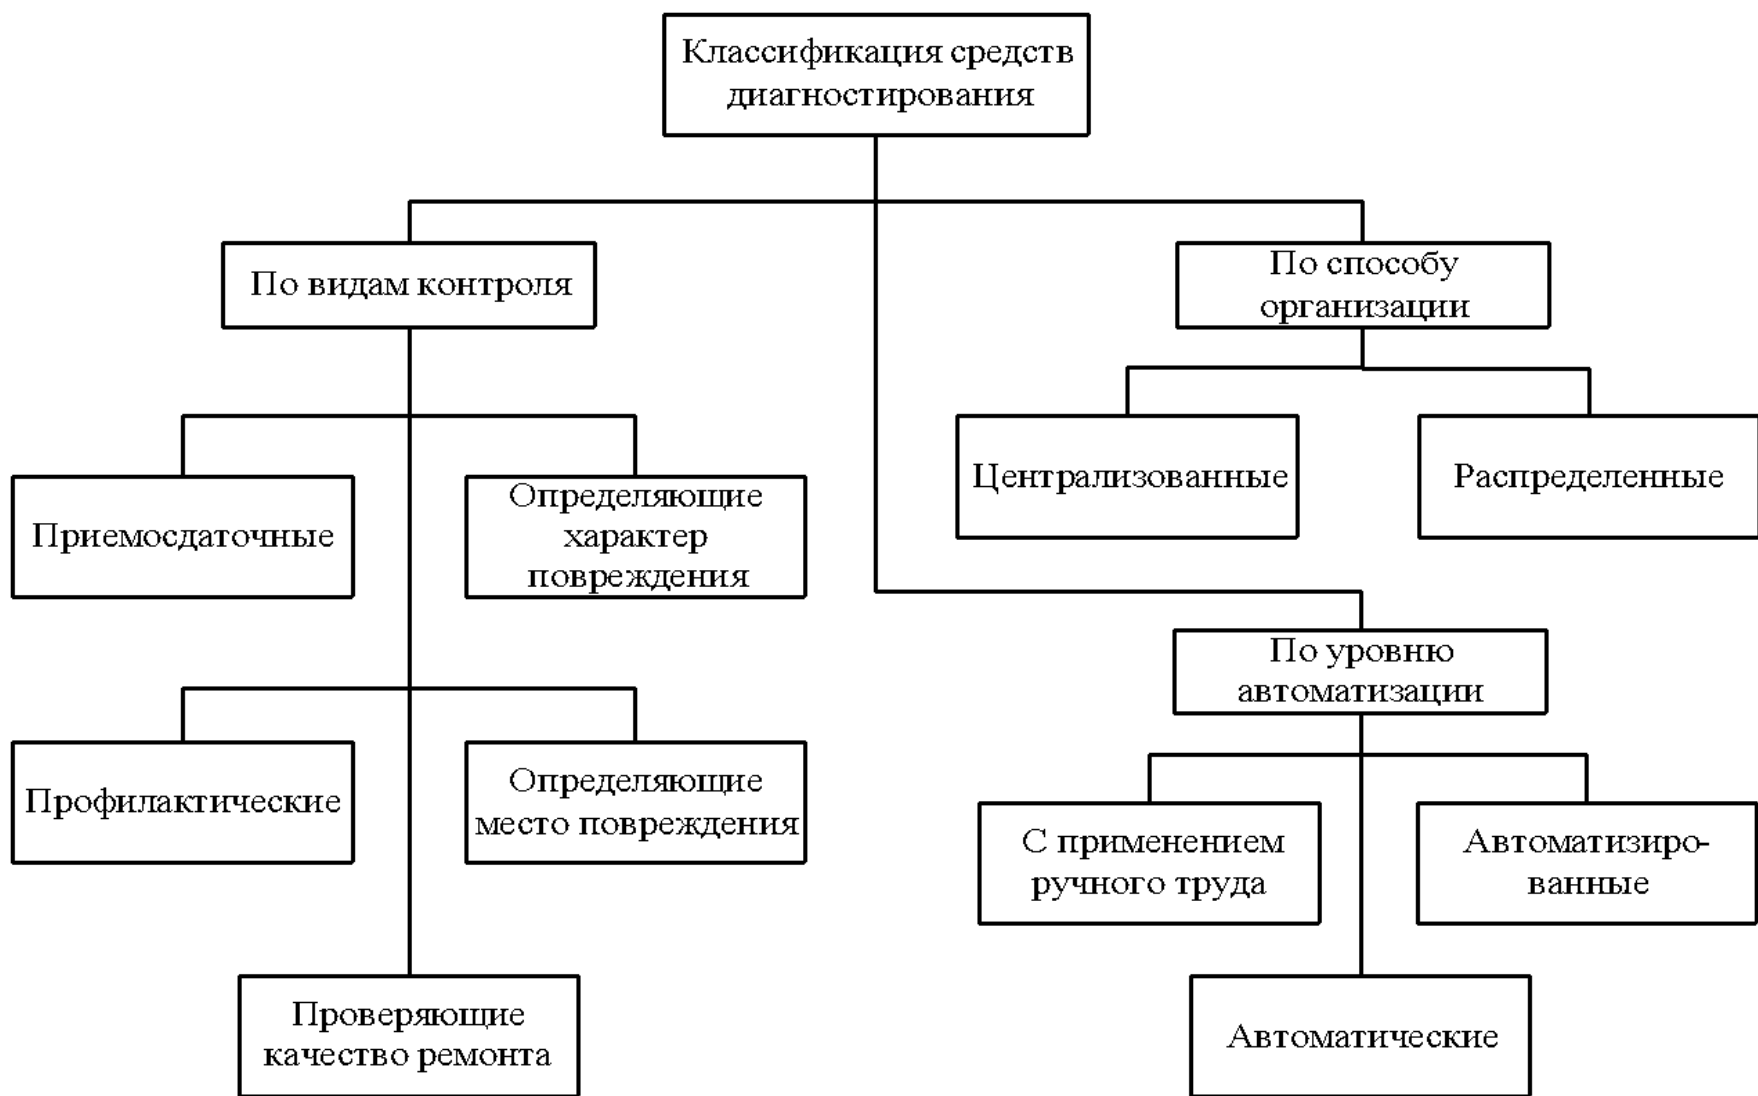 Классификация средств
диагностирования
По видам контроля
По способу
организации
Централизованные
Распределенные
Приемосдаточные
Определяющие
характер
повреждения
По уровню
автоматизации
Профилактические
Определяющие
место повреждения
С применением
ручного труда
Автоматизиро-
ванные
Проверяющие
качество ремонта
Автоматические